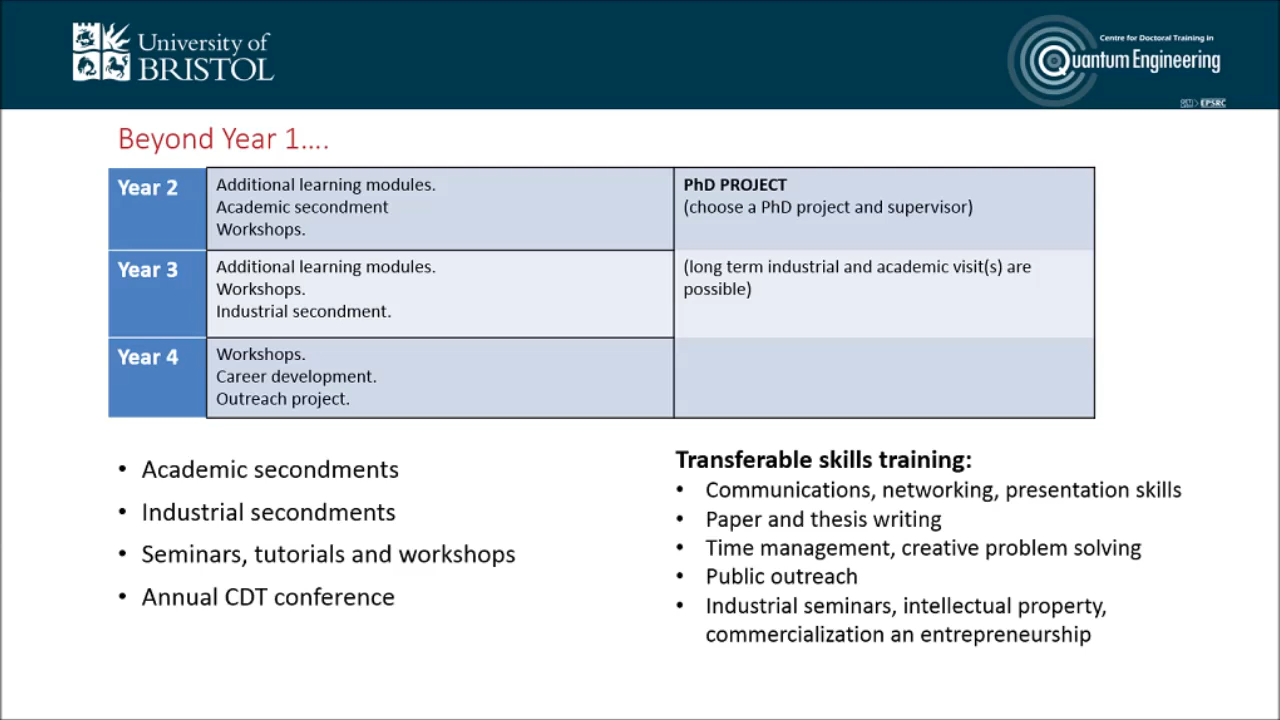 University of
BRISTOL
Centre for Doctoral Training in
Quantum Engineering
EPSRC
Beyond Year 1....
Year 2
Additional learning modules.
Academic secondment
Workshops.
PhD PROJECT
(choose a PhD project and supervisor)
Year 3
Additional learning modules.
Workshops.
Industrial secondment.
(long term industrial and academic visit(s) are
possible)
Year 4
Workshops.
Career development.
Outreach project.
• Academic secondments
• Industrial secondments
• Seminars, tutorials and workshops
• Annual CDT conference
Transferable skills training:
• Communications, networking, presentation skills
• Paper and thesis writing
• Time management, creative problem solving
• Public outreach
• Industrial seminars, intellectual property,
commercialization an entrepreneurship